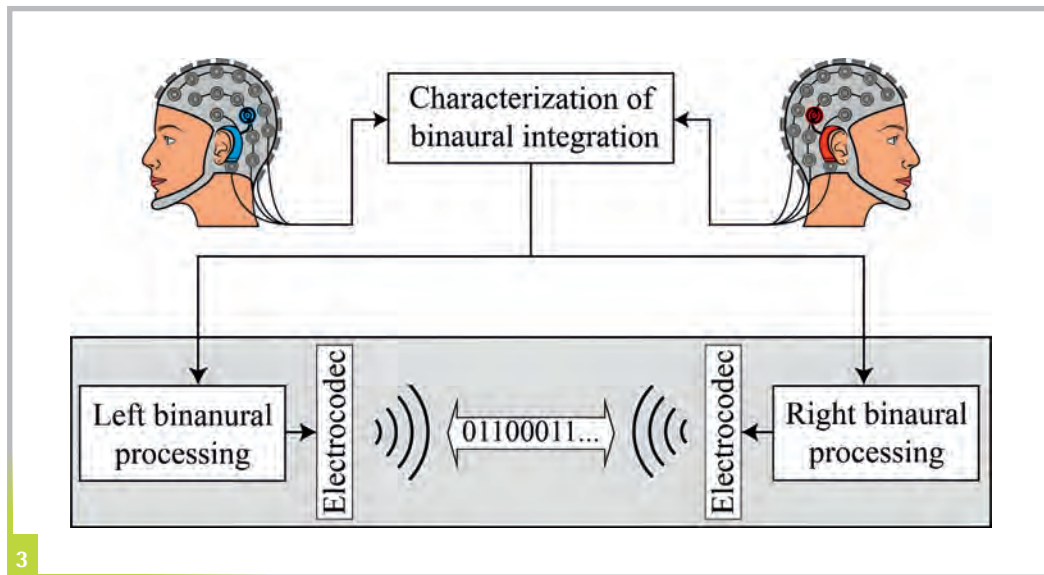 Characterization of
binaural integration
Left binanural
processing
Electrocodec
01100011...
Electrocodec
Right binaural
processing
3